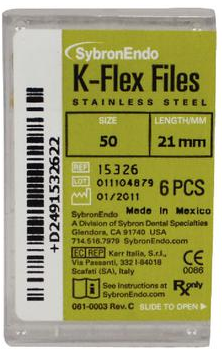 SybronEndo
K-Flex Files
STAINLESS STEEL
SIZE
LENGTH/MM
50
21 mm
REF 15326
LOT 011104879
01/2011
6 PCS
Made in Mexico
SybronEndo
A Division of Sybron Dental Specialties
Glendora, CA 91740
714.516.7979 SybronEndo.com
EC REP Karr Italia, S.r.l.
Via Passanti, 332 I-84018
Scafati (SA), Italy
CE
0086
See Instructions at
SybronEndo.com
Rx only
061-0003 Rev.C
SLIDE TO OPEN
+D2491532622